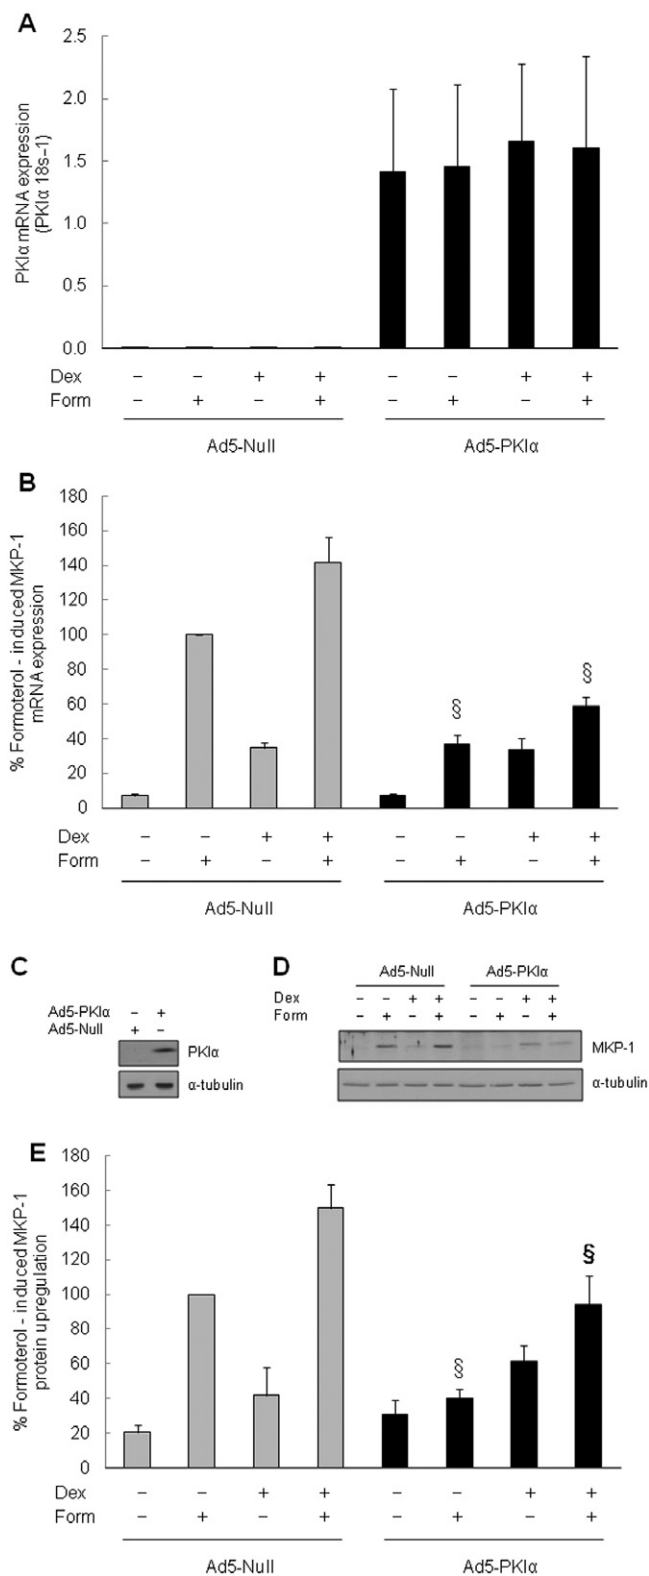 A
PKIα mRNA expression
(PKIα 18s–1)
2.5
2.0
1.5
1.0
0.5
0.0
Dex – – + + – – + +
Form – + – + – + – +
Ad5-Null Ad5-PKIα
B
% Formoterol - induced MKP-1
mRNA expression
180
160
140
120
100
80
60
40
20
0
§
§
Dex – – + + – – + +
Form – + – + – + – +
Ad5-Null Ad5-PKIα
C
Ad5-PKIα – +
Ad5-Null + –
PKIα
α-tubulin
D
Ad5-Null Ad5-PKIα
Dex – – + + – – + +
Form – + – + – + – +
MKP-1
α-tubulin
E
% Formoterol - induced MKP-1
protein upregulation
180
160
140
120
100
80
60
40
20
0
§
§
Dex – – + + – – + +
Form – + – + – + – +
Ad5-Null Ad5-PKIα